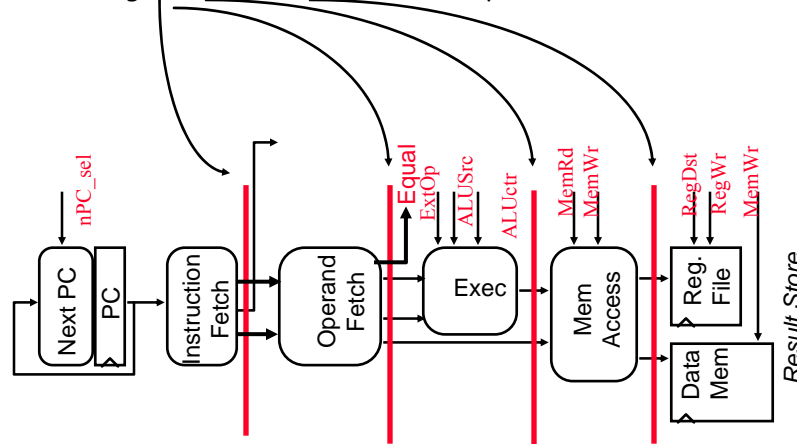 nPC_sel
Next PC
PC
Instruction
Fetch
Operand
Fetch
Equal
ExtOp
ALUSrc
ALUctr
Exec
MemRd
MemWr
Mem
Access
RegDst
RegWr
MemWr
Reg.
File
Data
Mem
Result Store